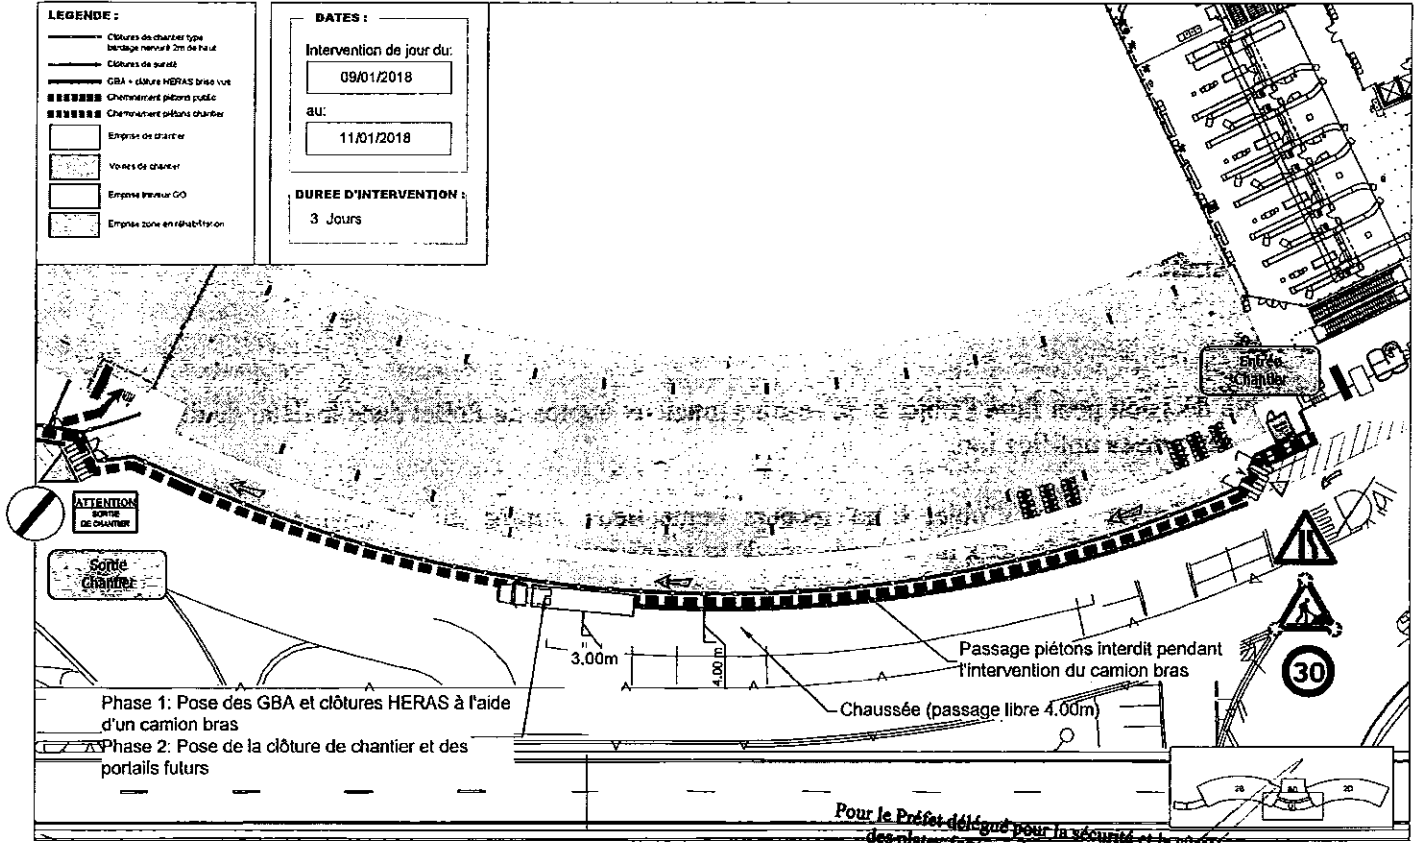 LEGENDE :
Clôtures de chantier type
bardage nervuré 2m de haut
Clôtures de sureté
GBA + clôture HERAS brise vue
Cheminement piétons public
Cheminement piétons chantier
Emprise de chantier
Voiries de chantier
Emprise travaux GO
Emprise zone en réhabilitation
DATES :
Intervention de jour du:
09/01/2018
au:
11/01/2018
DUREE D'INTERVENTION :
3 Jours
Entrée
Chantier
ATTENTION
SORTIE
DE CHANTIER
Sortie
Chantier
3.00m
4.00 m
Passage piétons interdit pendant
l'intervention du camion bras
30
Chaussée (passage libre 4.00m)
Phase 1: Pose des GBA et clôtures HERAS à l'aide
d'un camion bras
Phase 2: Pose de la clôture de chantier et des
portails futurs
2B
2D
Pour le Préfet délégué pour la sécurité et la